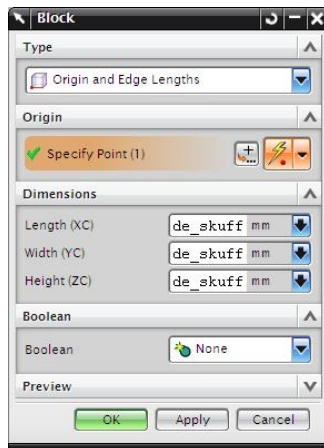 Block
Type
Origin and Edge Lengths
Origin
Specify Point (1)
Dimensions
Length (XC) de_skuff mm
Width (YC) de_skuff mm
Height (ZC) de_skuff mm
Boolean
Boolean None
Preview
OK Apply Cancel